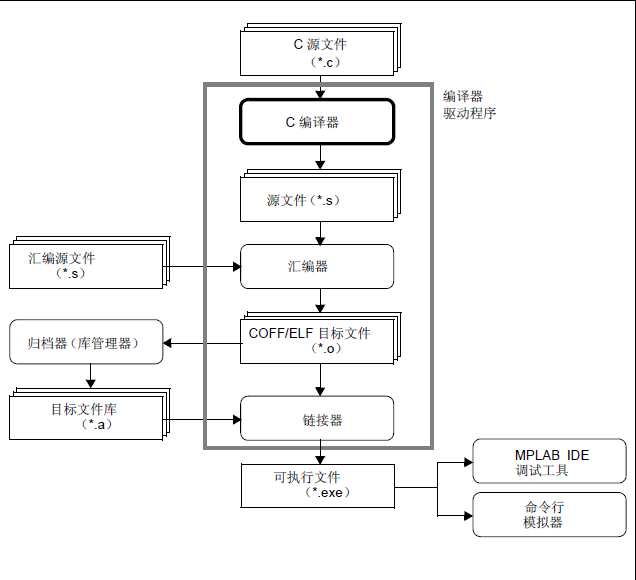 C 源文件
（*.c）
编译器
驱动程序
C 编译器
源文件（*.s）
汇编源文件
（*.s）
汇编器
归档器（库管理器）
COFF/ELF 目标文件
（*.o）
目标文件库
（*.a）
链接器
可执行文件
（*.exe）
MPLAB IDE
调试工具
命令行
模拟器